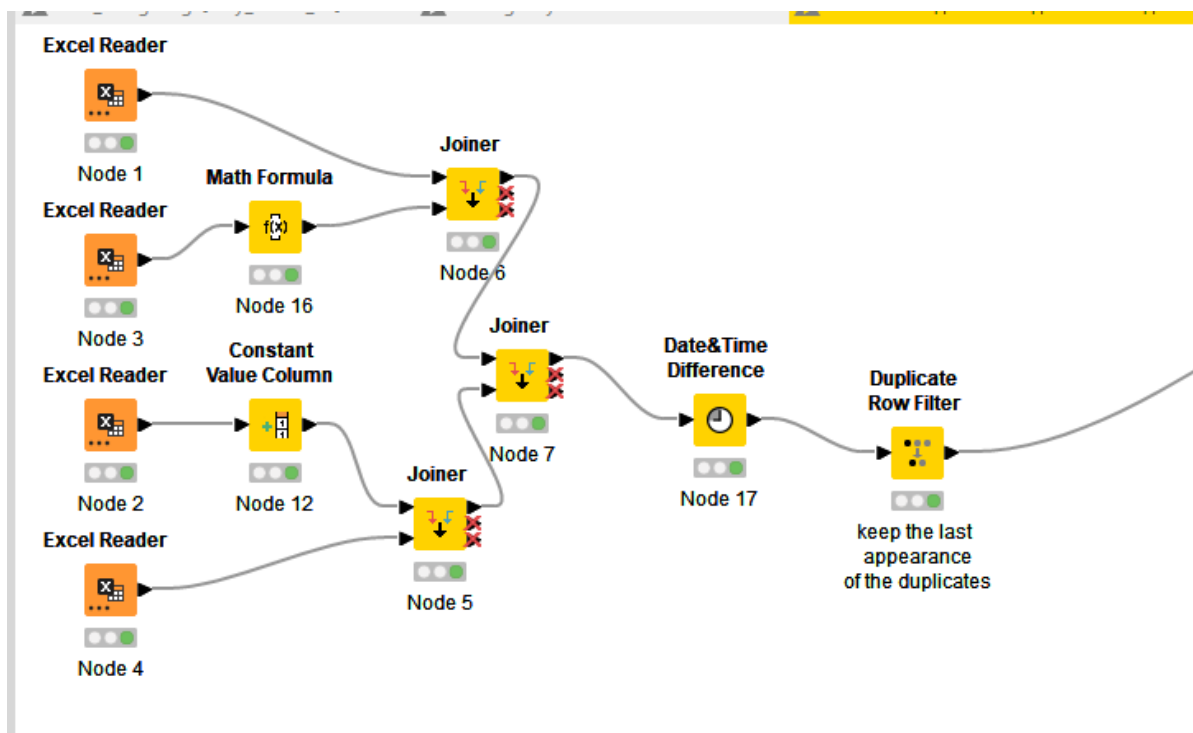 Excel Reader
Node 1
Joiner
Math Formula
f(x)
Node 6
Excel Reader
Node 16
Node 3
Joiner
Constant
Value Column
Date&Time
Difference
Duplicate
Row Filter
Excel Reader
Node 7
Node 2
Node 12
Joiner
Node 17
Excel Reader
keep the last
appearance
of the duplicates
Node 5
Node 4